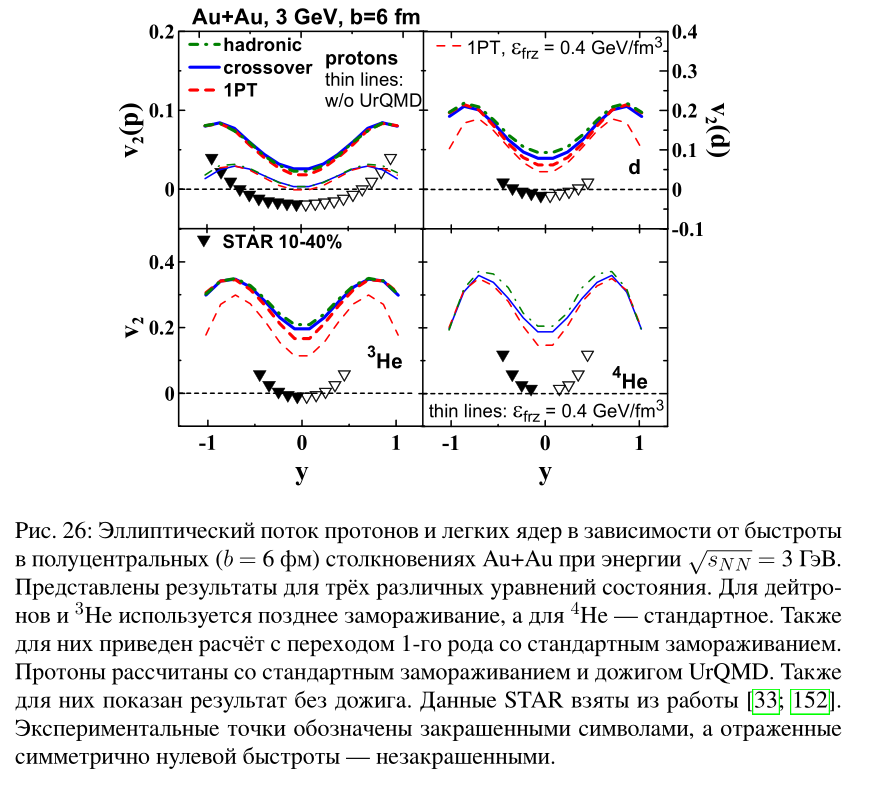 Au+Au, 3 GeV, b=6 fm
0.2
0.1
0
v₂(p)
hadronic
crossover
1PT
protons
thin lines:
w/o UrQMD
1PT, εfrz = 0.4 GeV/fm³
d
0.4
0.3
0.2
0.1
0
-0.1
v₂(d)
STAR 10-40%
0.4
0.2
0
v₂
³He
⁴He
thin lines: εfrz = 0.4 GeV/fm³
-1 0 1
-1 0 1
y
y
Рис. 26: Эллиптический поток протонов и легких ядер в зависимости от быстроты
в полуцентральных (b = 6 фм) столкновениях Au+Au при энергии √sNN = 3 ГэВ.
Представлены результаты для трёх различных уравнений состояния. Для дейтро-
нов и ³He используется позднее замораживание, а для ⁴He — стандартное. Также
для них приведен расчёт с переходом 1-го рода со стандартным замораживанием.
Протоны рассчитаны со стандартным замораживанием и дожигом UrQMD. Также
для них показан результат без дожига. Данные STAR взяты из работы [33; 152].
Экспериментальные точки обозначены закрашенными символами, а отраженные
симметрично нулевой быстроты — незакрашенными.